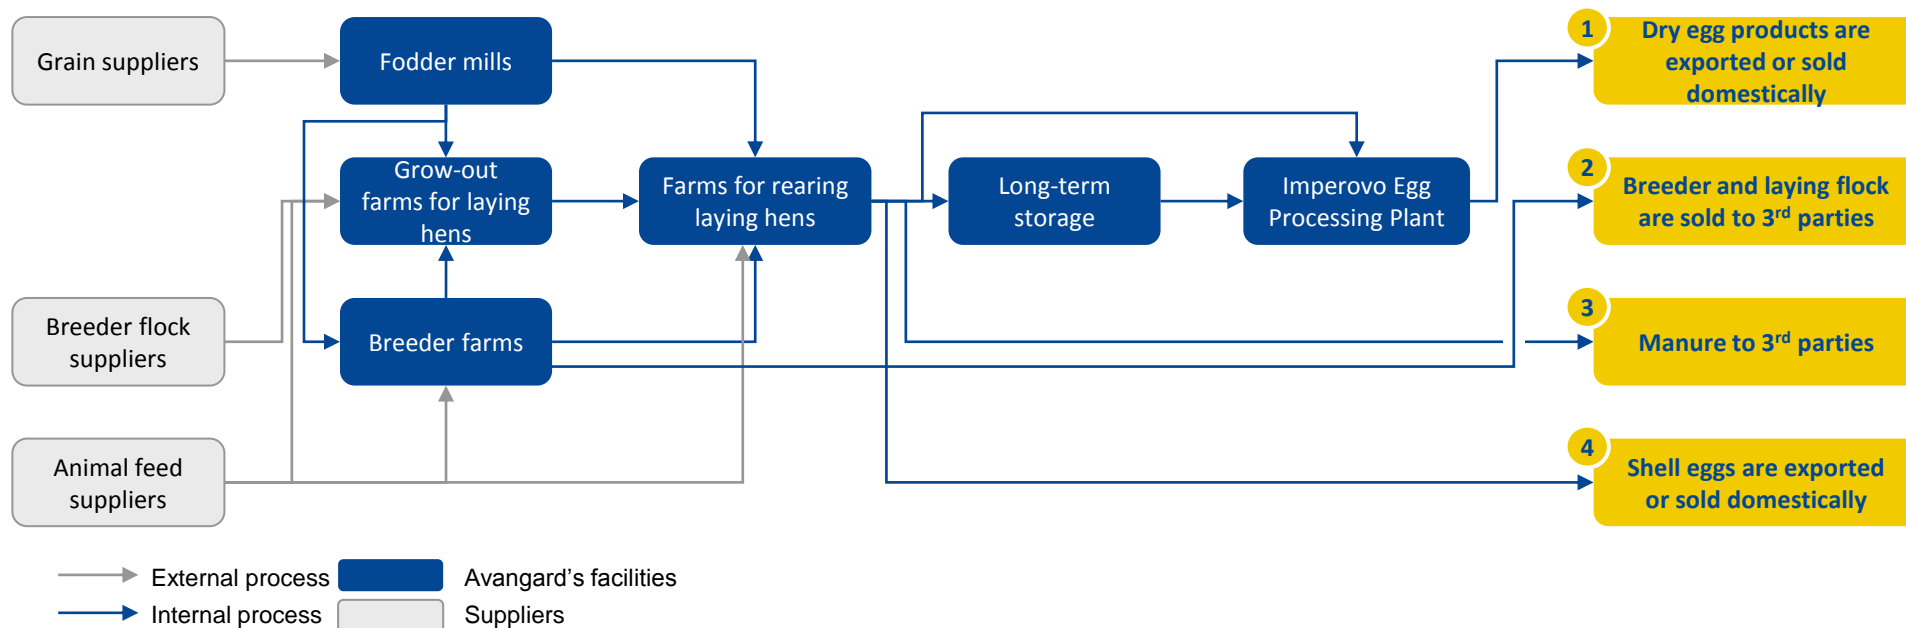 Grain suppliers
Fodder mills
1
Dry egg products are
exported or sold
domestically
Grow-out
farms for laying
hens
Farms for rearing
laying hens
Long-term
storage
Imperovo Egg
Processing Plant
2
Breeder and laying flock
are sold to 3rd parties
Breeder flock
suppliers
Breeder farms
3
Manure to 3rd parties
Animal feed
suppliers
4
Shell eggs are exported
or sold domestically
External process
Avangard’s facilities
Internal process
Suppliers